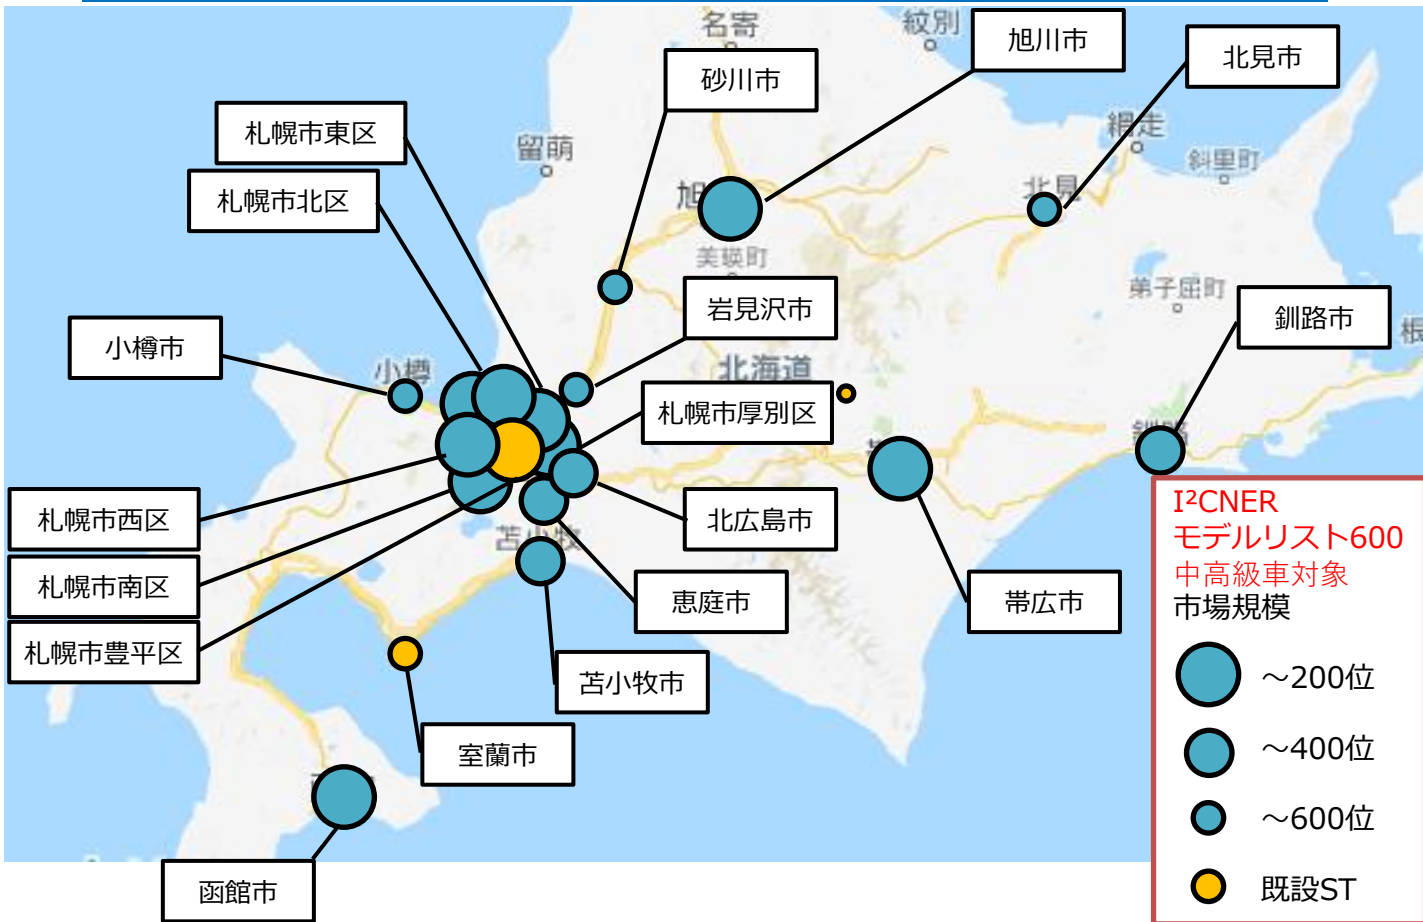 名寄
紋別
旭川市
北見市
砂川市
札幌市東区
留萌
網走
斜里町
札幌市北区
旭
北見
美瑛町
弟子屈町
岩見沢市
釧路市
小樽市
小樽
北海道
根
札幌市厚別区
釧路
札幌市西区
北広島市
苫小牧
札幌市南区
恵庭市
帯広市
札幌市豊平区
苫小牧市
室蘭市
函館市
I²CNER
モデルリスト600
中高級車対象
市場規模
～200位
～400位
～600位
既設ST